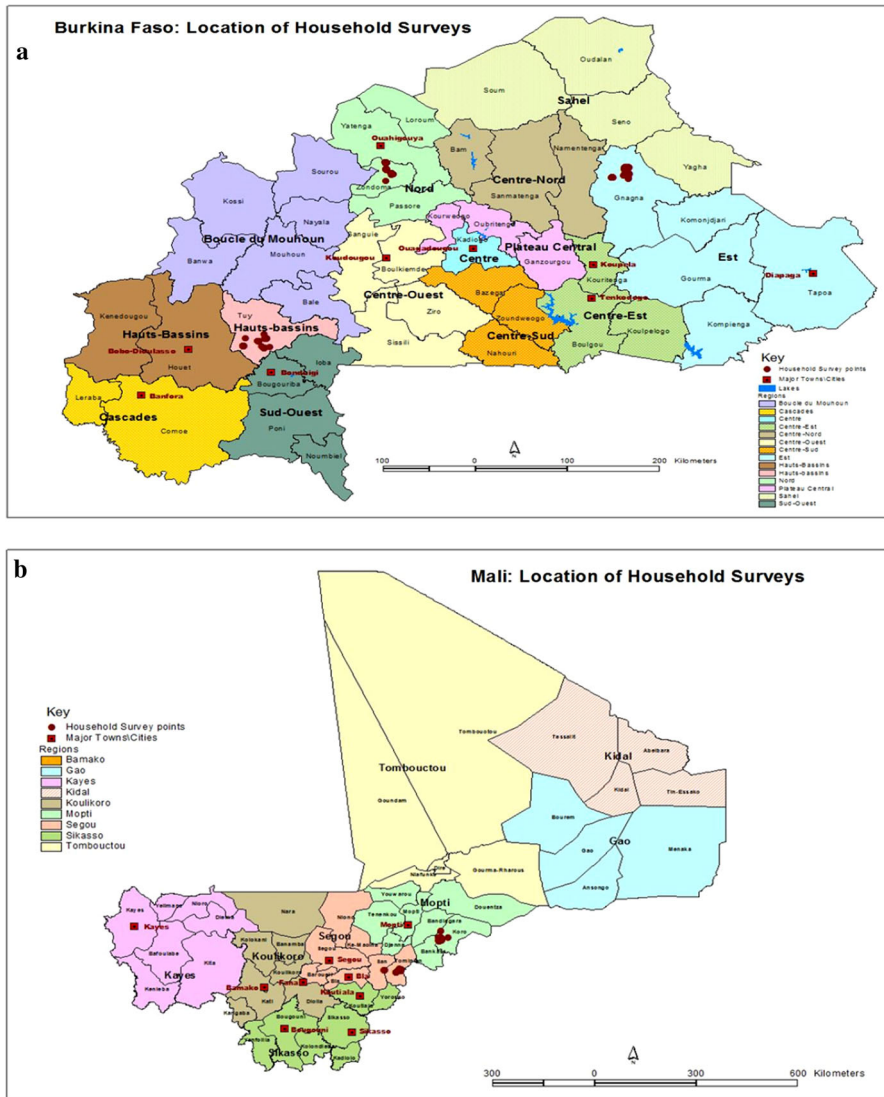 Burkina Faso: Location of Household Surveys
a
Oudalan
Soum
Sahel
Seno
Yagha
Loroum
Yatenga
Ouahigouya
Zondoma
Nord
Passore
Bam
Namentenga
Centre-Nord
Sanmatenga
Gnagna
Komonjdjari
Sourou
Kossi
Nayala
Boucle du Mouhoun
Banwa
Mouhoun
Bale
Sanguie
Koudougou
Boulkiemde
Centre-Ouest
Ziro
Sissili
Kourweogo
Oubritenga
Ouagadougou
Kadiogo
Centre
Plateau Central
Ganzourgou
Koupela
Kouritenga
Tenkodogo
Centre-Est
Koulpelogo
Boulgou
Est
Gourma
Diapaga
Tapoa
Kompienga
Bazega
Zoundweogo
Centre-Sud
Nahouri
Kenedougou
Hauts-Bassins
Bobo-Dioulasso
Houet
Tuy
Hauts-bassins
Ioba
Bougouriba
Sud-Ouest
Poni
Noumbiel
Leraba
Banfora
Cascades
Comoe
Key
Household Survey points
Major Towns\Cities
Lakes
Regions
Boucle du Mouhoun
Cascades
Centre
Centre-Est
Centre-Nord
Centre-Ouest
Centre-Sud
Est
Hauts-Bassins
Hauts-bassins
Nord
Plateau Central
Sahel
Sud-Ouest
N
100 0 100 200 Kilometers
b
Mali: Location of Household Surveys
Key
Household Survey points
Major Towns\Cities
Regions
Bamako
Gao
Kayes
Kidal
Koulikoro
Mopti
Segou
Sikasso
Tombouctou
Tombouctou
Tombouctou
Goundam
Gourma-Rharous
Tessalit
Abeibara
Kidal
Kidal
Tin-Essako
Bourem
Gao
Gao
Menaka
Ansongo
Youwarou
Mopti
Douentza
Tenenkou
Mopti
Bandiagara
Koro
Djenne
Bankass
Kayes
Kayes
Yelimane
Nioro
Diema
Bafoulabe
Kayes
Kita
Kenieba
Nara
Kolokani
Banamba
Koulikoro
Koulikoro
Bamako
Fana
Kati
Dioila
Kangaba
Niono
Segou
Segou
Segou
Baroueli
Bla
San
Tominian
Koutiala
Yorosso
Bougouni
Bougouni
Sikasso
Sikasso
Yanfolila
Kolondieba
Sikasso
Kadiolo
N
300 0 300 600 Kilometers